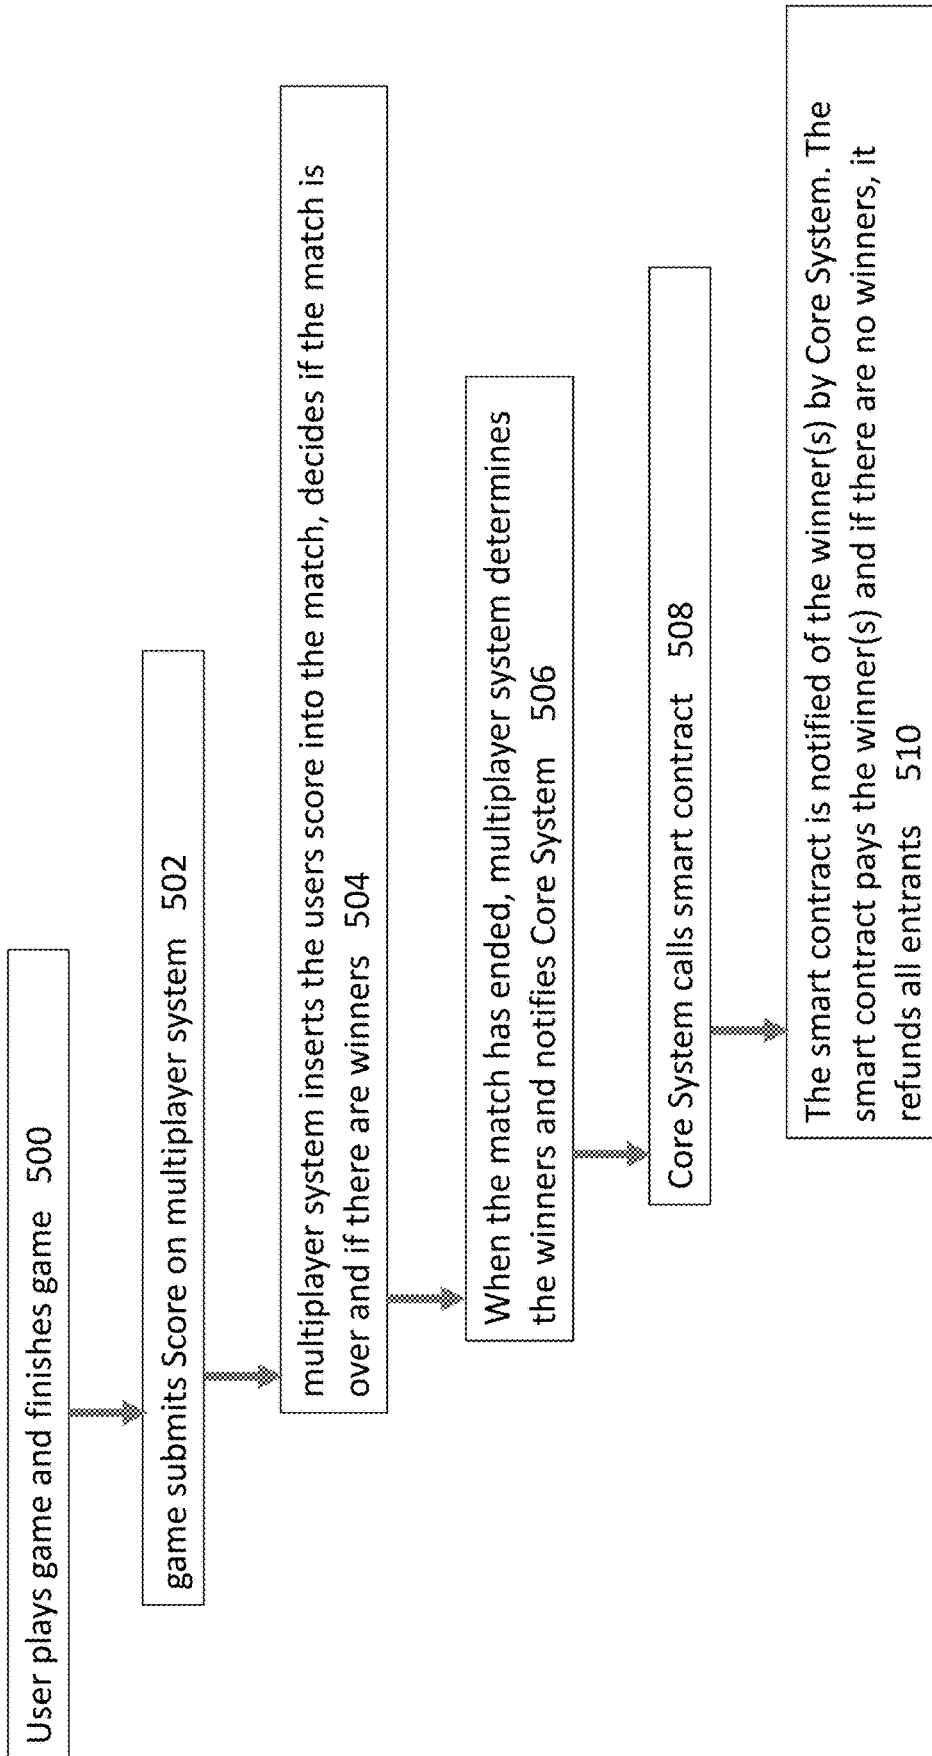 User plays game and finishes game 500
game submits Score on multiplayer system 502
multiplayer system inserts the users score into the match, decides if the match is
over and if there are winners 504
When the match has ended, multiplayer system determines
the winners and notifies Core System 506
Core System calls smart contract 508
The smart contract is notified of the winner(s) by Core System. The
smart contract pays the winner(s) and if there are no winners, it
refunds all entrants 510